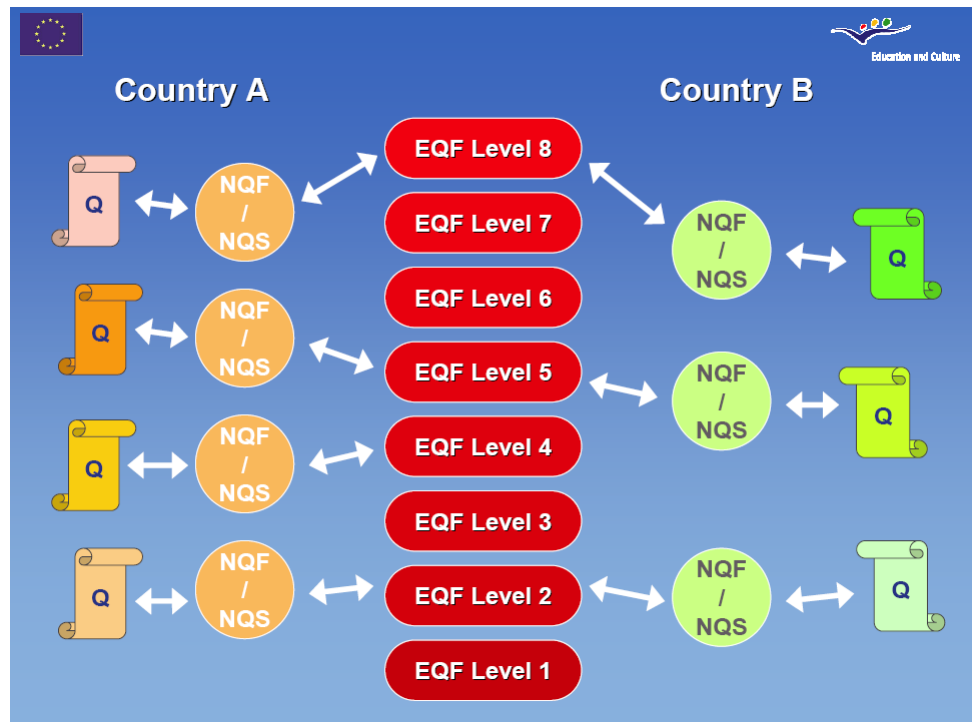 Education and Culture
Country A
Country B
EQF Level 8
EQF Level 7
EQF Level 6
EQF Level 5
EQF Level 4
EQF Level 3
EQF Level 2
EQF Level 1
Q
NQF
/
NQS
Q
NQF
/
NQS
Q
NQF
/
NQS
Q
NQF
/
NQS
NQF
/
NQS
Q
NQF
/
NQS
Q
NQF
/
NQS
Q